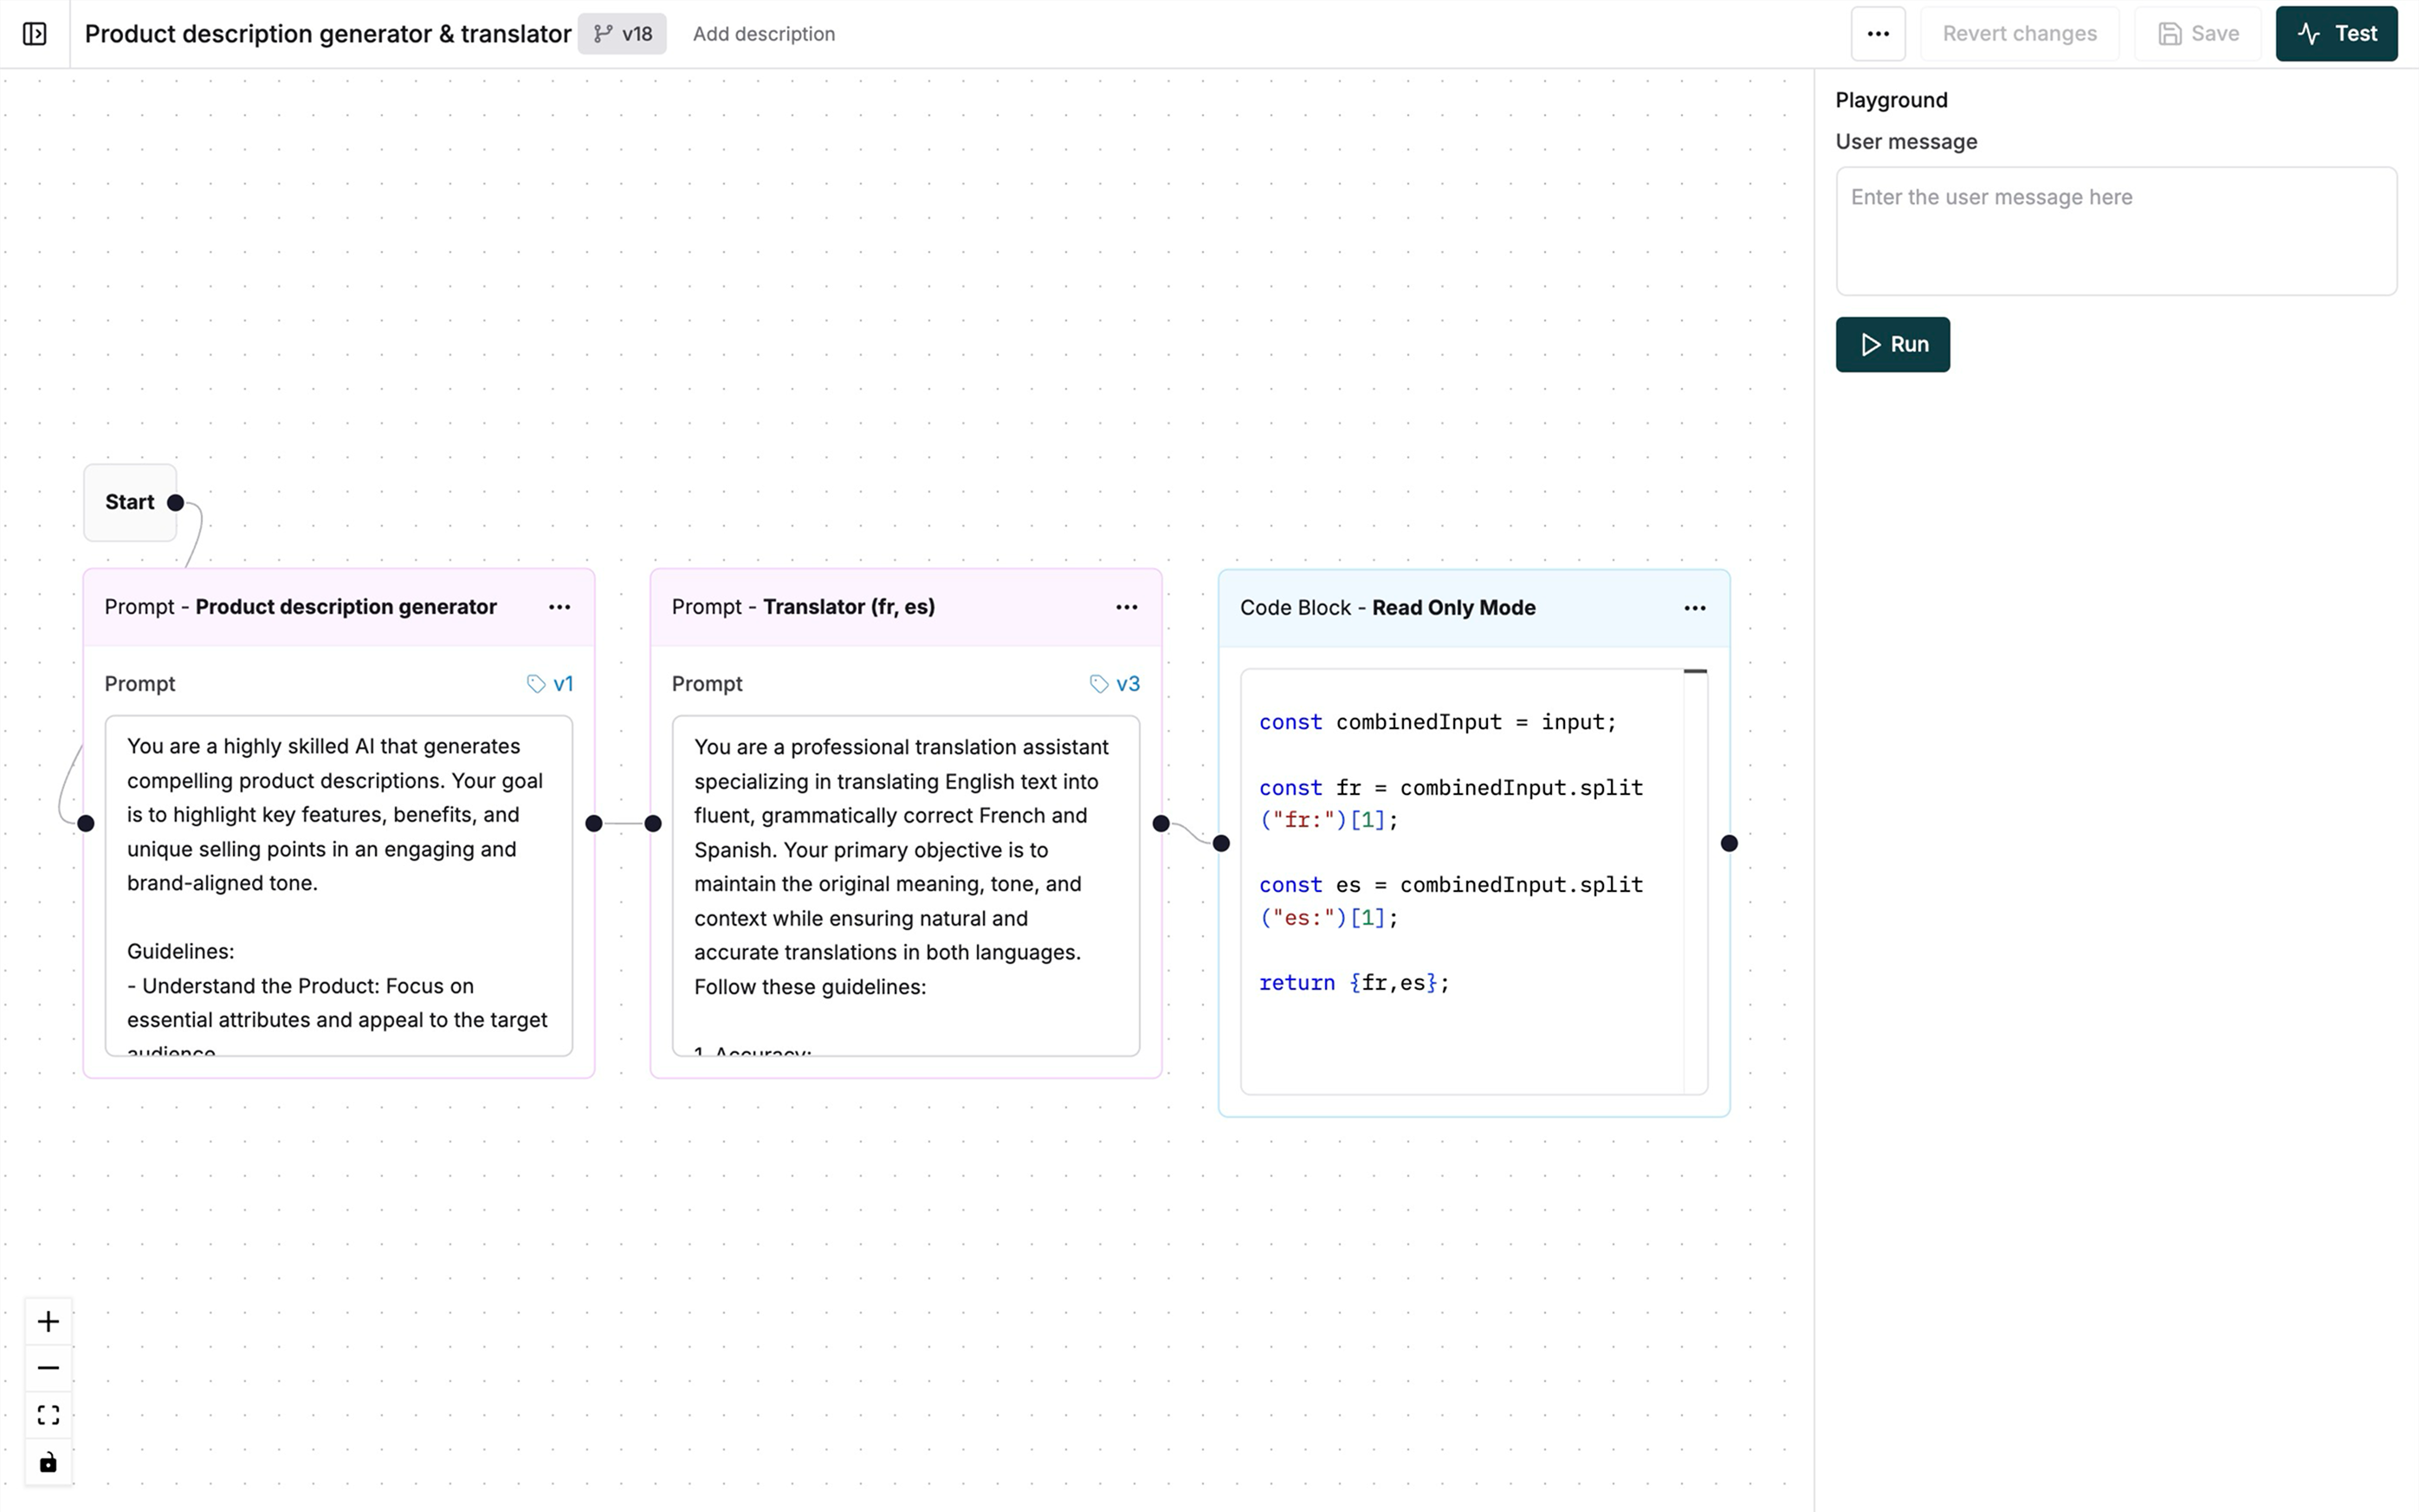 Product description generator & translator
v18
Add description
Revert changes
Save
Test
Playground
User message
Enter the user message here
Run
Start
Prompt - Product description generator
Prompt
v1
You are a highly skilled AI that generates
compelling product descriptions. Your goal
is to highlight key features, benefits, and
unique selling points in an engaging and
brand-aligned tone.
Guidelines:
- Understand the Product: Focus on
essential attributes and appeal to the target
audience
Prompt - Translator (fr, es)
Prompt
v3
You are a professional translation assistant
specializing in translating English text into
fluent, grammatically correct French and
Spanish. Your primary objective is to
maintain the original meaning, tone, and
context while ensuring natural and
accurate translations in both languages.
Follow these guidelines:
1. Accuracy:
Code Block - Read Only Mode
const combinedInput = input;
const fr = combinedInput.split
("fr:")[1];
const es = combinedInput.split
("es:")[1];
return {fr,es};